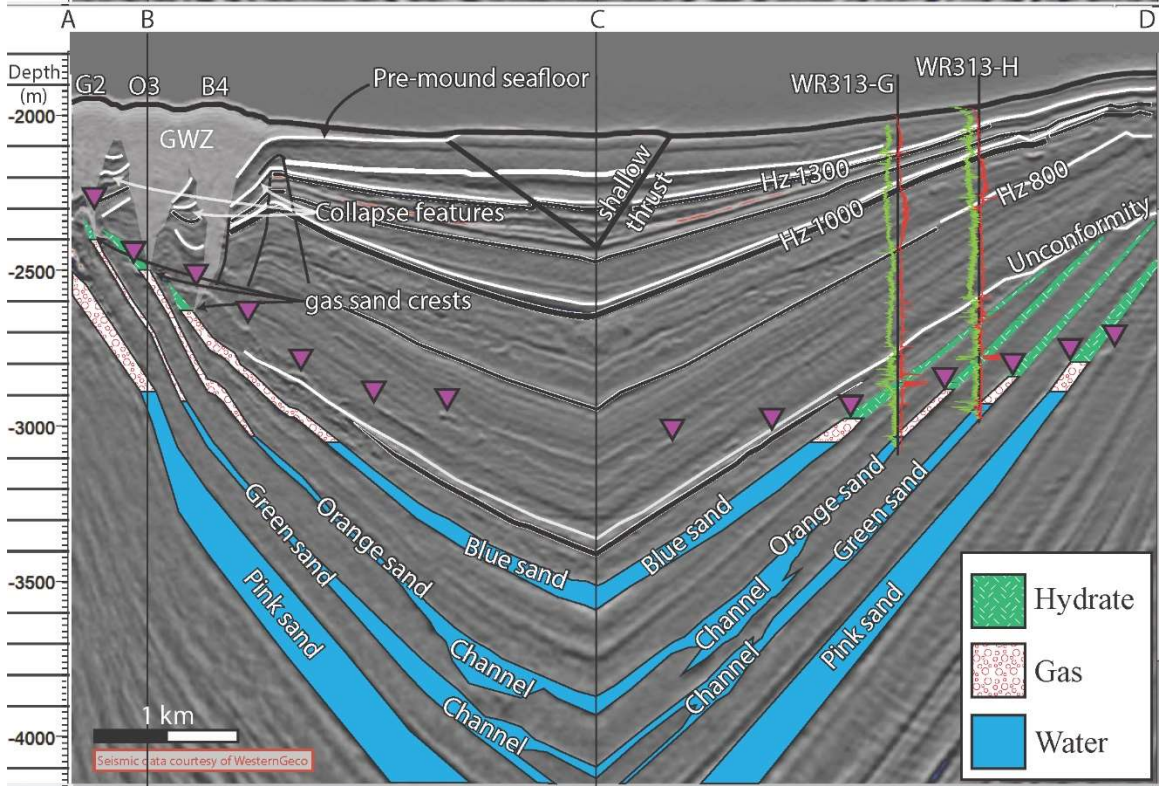 A B C D
Depth
(m)
G2 O3 B4
Pre-mound seafloor
WR313-G
WR313-H
-2000
GWZ
shallow
thrust
Hz 1300
Hz 1000
Hz 800
Collapse features
Unconformity
-2500
gas sand crests
-3000
Orange sand
Green sand
Blue sand
Blue sand
Orange sand
Green sand
Pink sand
-3500
Channel
Channel
Channel
Channel
Pink sand
Hydrate
Gas
Water
1 km
-4000
Seismic data courtesy of WesternGeco